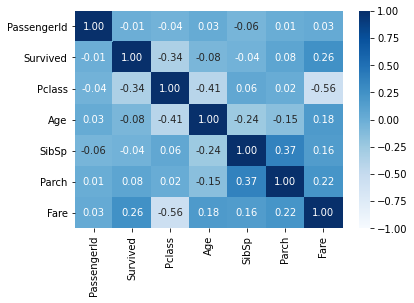 PassengerId 1.00 -0.01 -0.04 0.03 -0.06 0.01 0.03
Survived -0.01 1.00 -0.34 -0.08 -0.04 0.08 0.26
Pclass -0.04 -0.34 1.00 -0.41 0.06 0.02 -0.56
Age 0.03 -0.08 -0.41 1.00 -0.24 -0.15 0.18
SibSp -0.06 -0.04 0.06 -0.24 1.00 0.37 0.16
Parch 0.01 0.08 0.02 -0.15 0.37 1.00 0.22
Fare 0.03 0.26 -0.56 0.18 0.16 0.22 1.00
PassengerId
Survived
Pclass
Age
SibSp
Parch
Fare
1.00
0.75
0.50
0.25
0.00
−0.25
−0.50
−0.75
−1.00